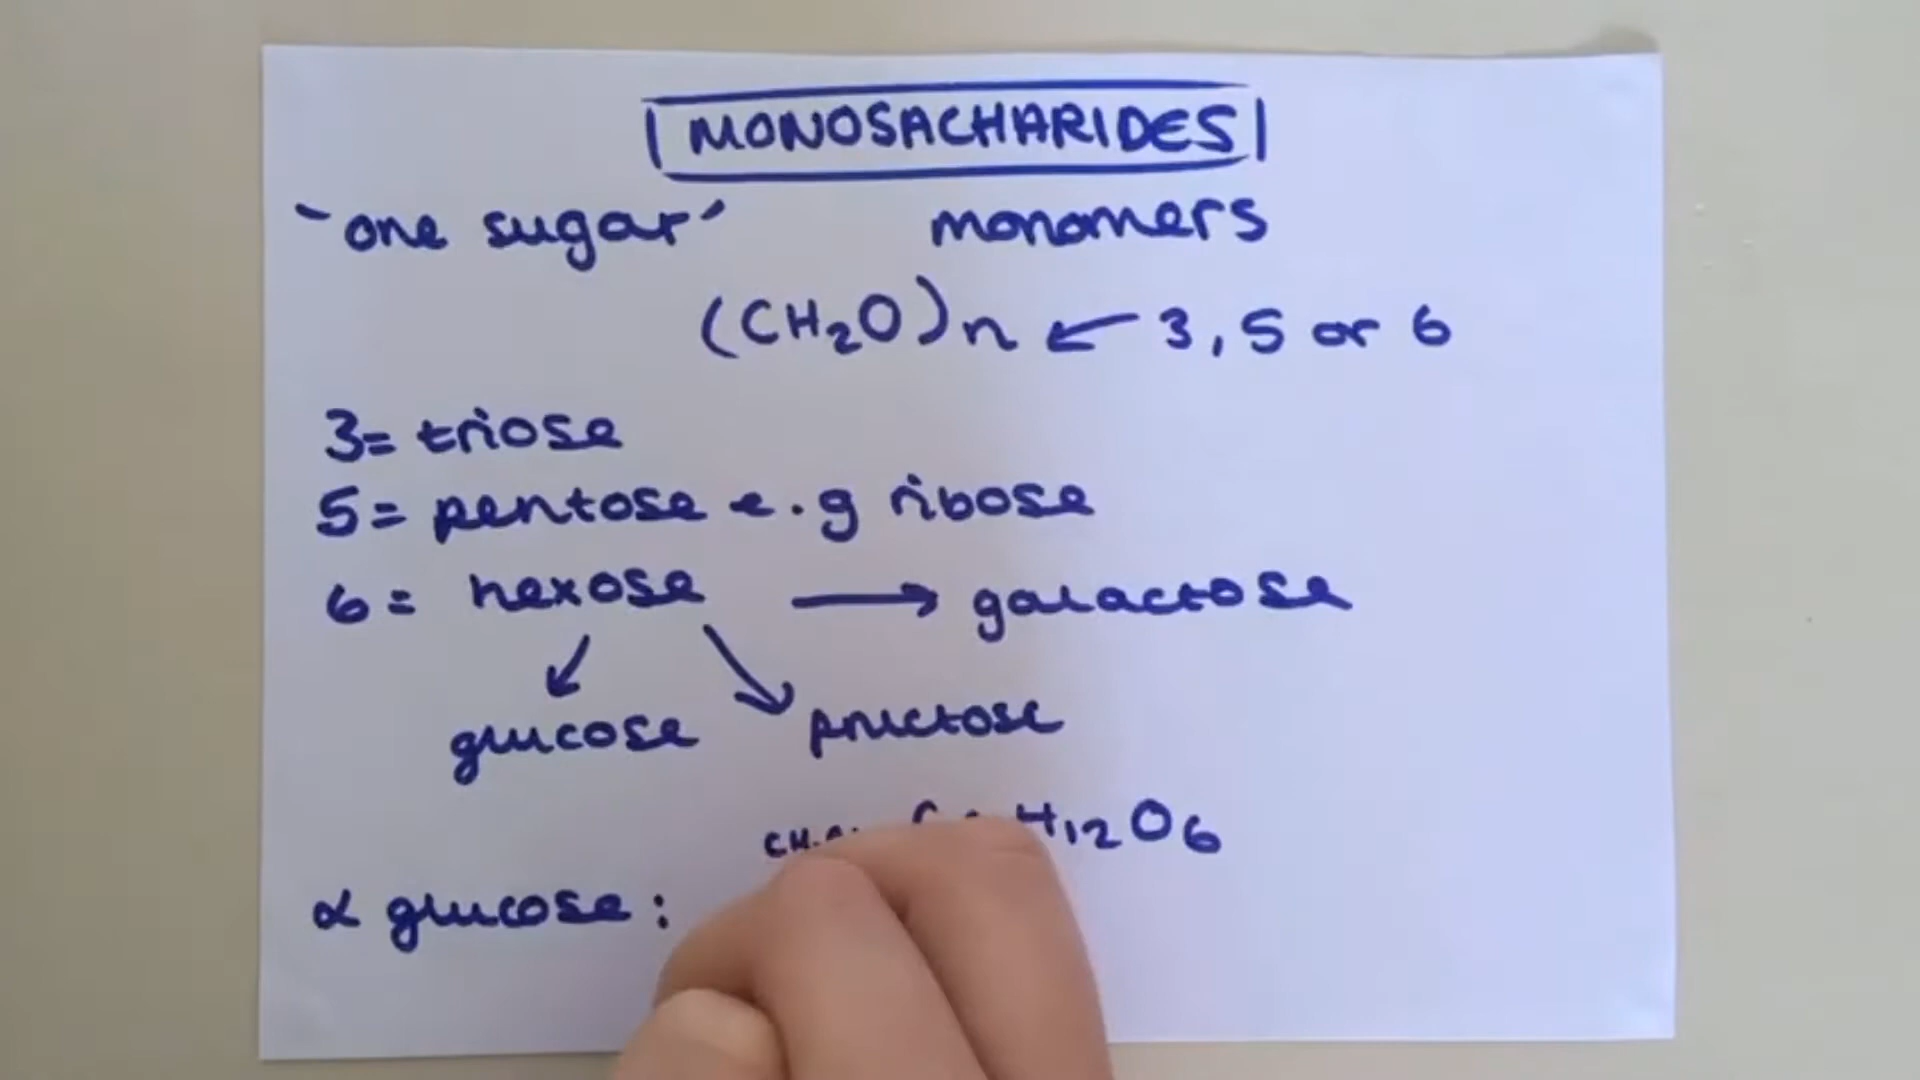 MONOSACHARIDES
'one sugar' monomers
(CH₂O)n ← 3, 5 or 6
3= triose
5= pentose e.g ribose
6= hexose → galactose
glucose fructose
H₁₂O₆
α glucose: